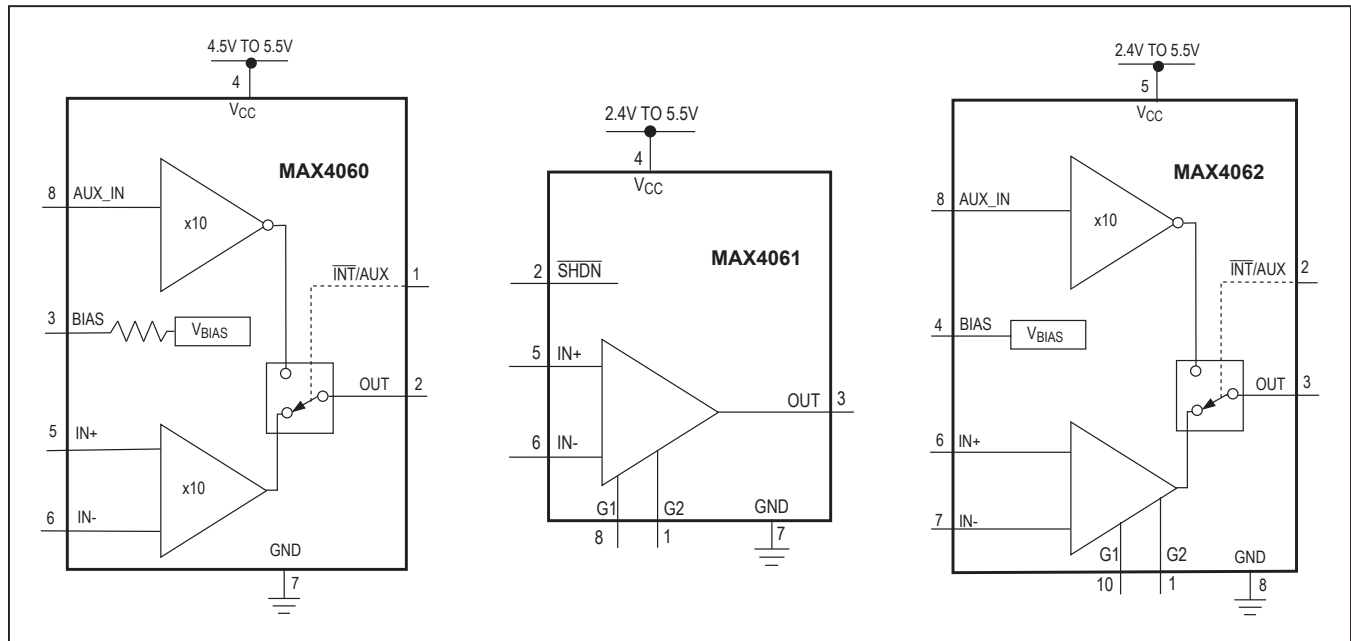 4.5V TO 5.5V
4
VCC
MAX4060
8
AUX_IN
x10
INT/AUX
1
3
BIAS
VBIAS
OUT
2
5
IN+
x10
6
IN-
GND
7
2.4V TO 5.5V
4
VCC
MAX4061
2
SHDN
5
IN+
OUT
3
6
IN-
G1
G2
GND
8
1
7
2.4V TO 5.5V
5
VCC
MAX4062
8
AUX_IN
x10
INT/AUX
2
4
BIAS
VBIAS
OUT
3
6
IN+
7
IN-
G1
G2
GND
10
1
8